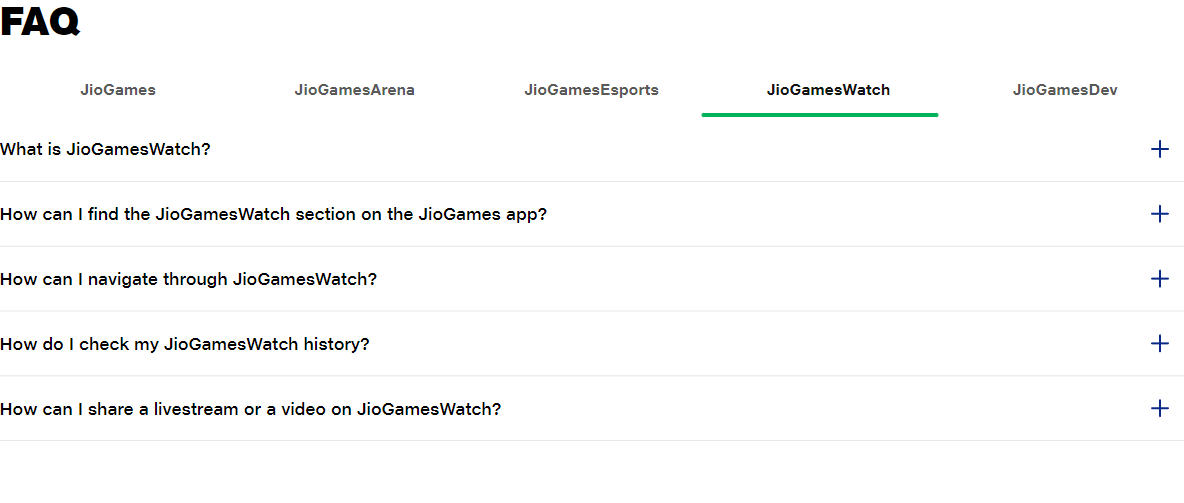 FAQ
JioGames JioGamesArena JioGamesEsports JioGamesWatch JioGamesDev
What is JioGamesWatch?
How can I find the JioGamesWatch section on the JioGames app?
How can I navigate through JioGamesWatch?
How do I check my JioGamesWatch history?
How can I share a livestream or a video on JioGamesWatch?